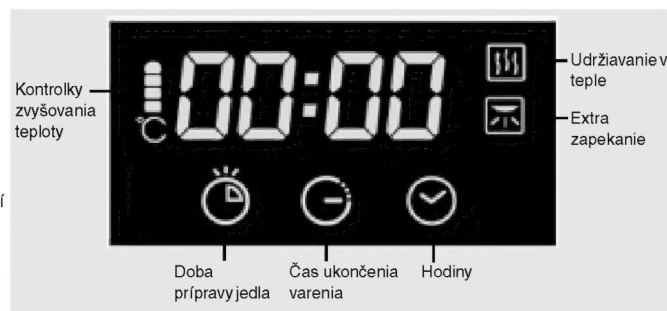 Kontrolky
zvyšovania
teploty
°C
00:00
Udržiavanie v
teple
Extra
zapekanie
í
Doba
prípravy jedla
Čas ukončenia
varenia
Hodiny